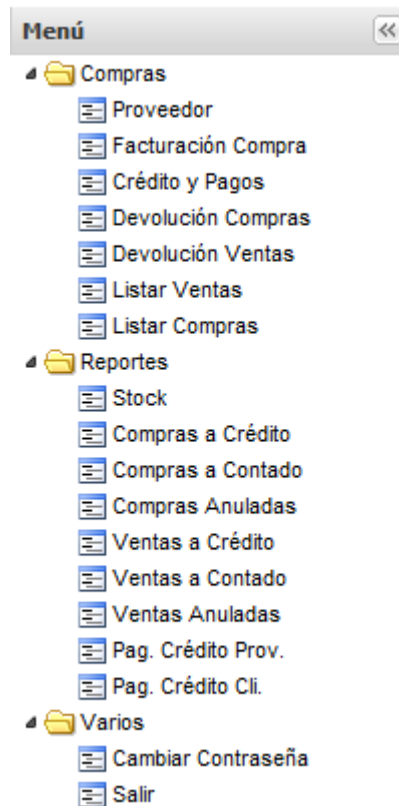 Menú
Compras
Proveedor
Facturación Compra
Crédito y Pagos
Devolución Compras
Devolución Ventas
Listar Ventas
Listar Compras
Reportes
Stock
Compras a Crédito
Compras a Contado
Compras Anuladas
Ventas a Crédito
Ventas a Contado
Ventas Anuladas
Pag. Crédito Prov.
Pag. Crédito Cli.
Varios
Cambiar Contraseña
Salir